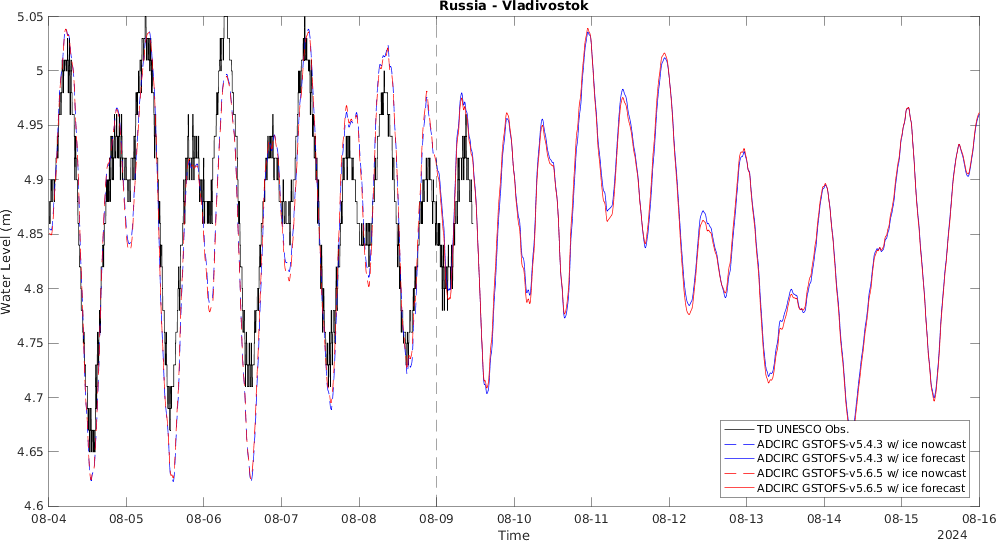 Russia - Vladivostok
5.05
5
4.95
4.9
4.85
4.8
4.75
4.7
4.65
4.6
Water Level (m)
08-04 08-05 08-06 08-07 08-08 08-09 08-10 08-11 08-12 08-13 08-14 08-15 08-16
Time
2024
TD UNESCO Obs.
ADCIRC GSTOFS-v5.4.3 w/ ice nowcast
ADCIRC GSTOFS-v5.4.3 w/ ice forecast
ADCIRC GSTOFS-v5.6.5 w/ ice nowcast
ADCIRC GSTOFS-v5.6.5 w/ ice forecast